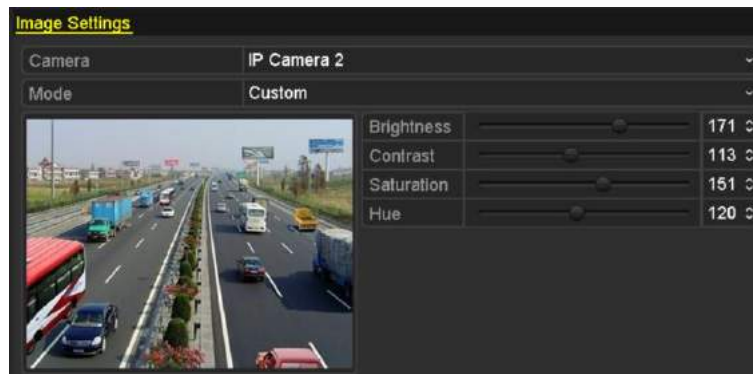 Image Settings
Camera IP Camera 2
Mode Custom
Brightness 171
Contrast 113
Saturation 151
Hue 120